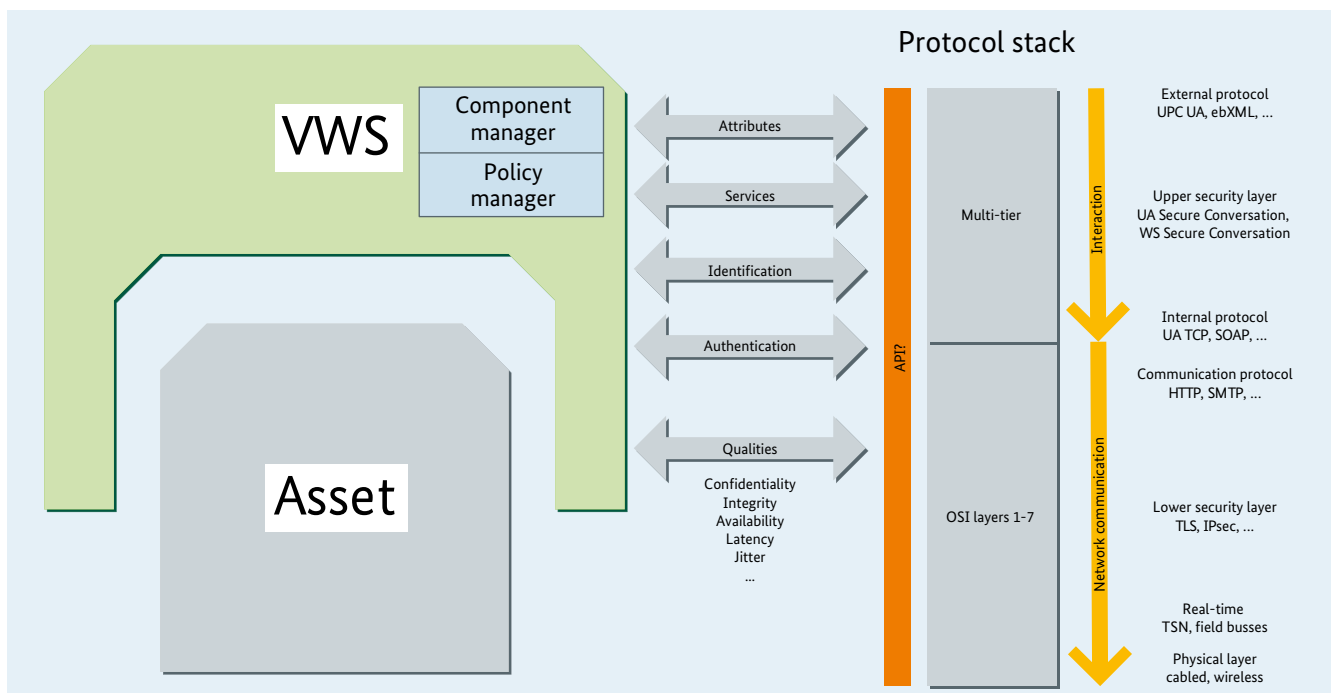 Protocol stack
VWS
Component
manager
Policy
manager
Asset
Attributes
Services
Identification
Authentication
Qualities
Confidentiality
Integrity
Availability
Latency
Jitter
...
API?
Multi-tier
OSI layers 1-7
Interaction
Network communication
External protocol
UPC UA, ebXML, ...
Upper security layer
UA Secure Conversation,
WS Secure Conversation
Internal protocol
UA TCP, SOAP, ...
Communication protocol
HTTP, SMTP, ...
Lower security layer
TLS, IPsec, ...
Real-time
TSN, field busses
Physical layer
cabled, wireless